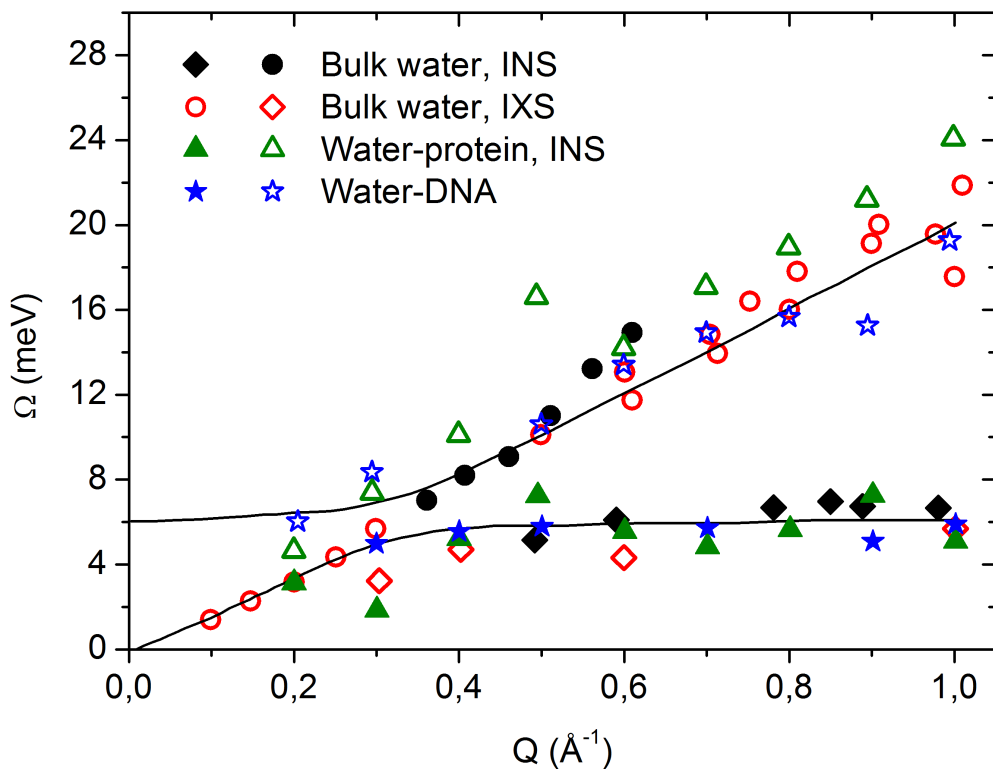 28
24
20
16
12
8
4
0
Ω (meV)
Bulk water, INS
Bulk water, IXS
Water-protein, INS
Water-DNA
0,0 0,2 0,4 0,6 0,8 1,0
Q (Å⁻¹)